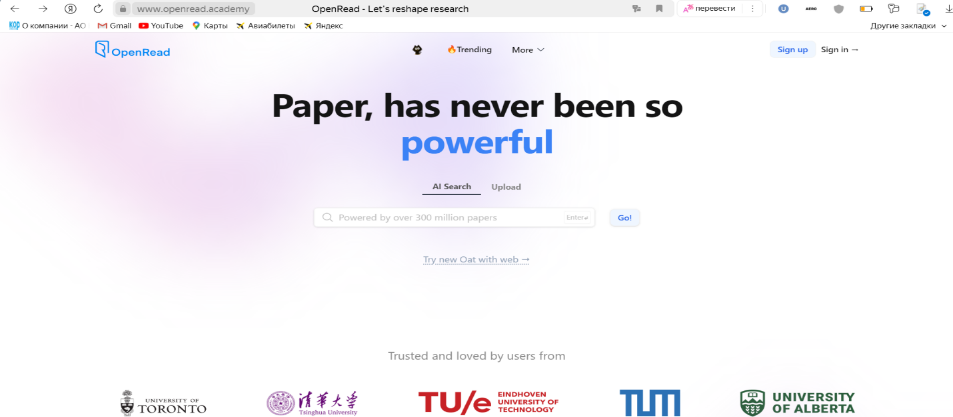 www.openread.academy OpenRead - Let's reshape research перевести
О компании - АО Gmail YouTube Карты Авиабилеты Яндекс Другие закладки
OpenRead Trending More Sign up Sign in →
Paper, has never been so
powerful
AI Search Upload
Powered by over 300 million papers Enter↵ Go!
Try new Oat with web →
Trusted and loved by users from
UNIVERSITY OF
TORONTO
清華大学
Tsinghua University
TU/e EINDHOVEN
UNIVERSITY OF
TECHNOLOGY
TUM
UNIVERSITY
OF ALBERTA